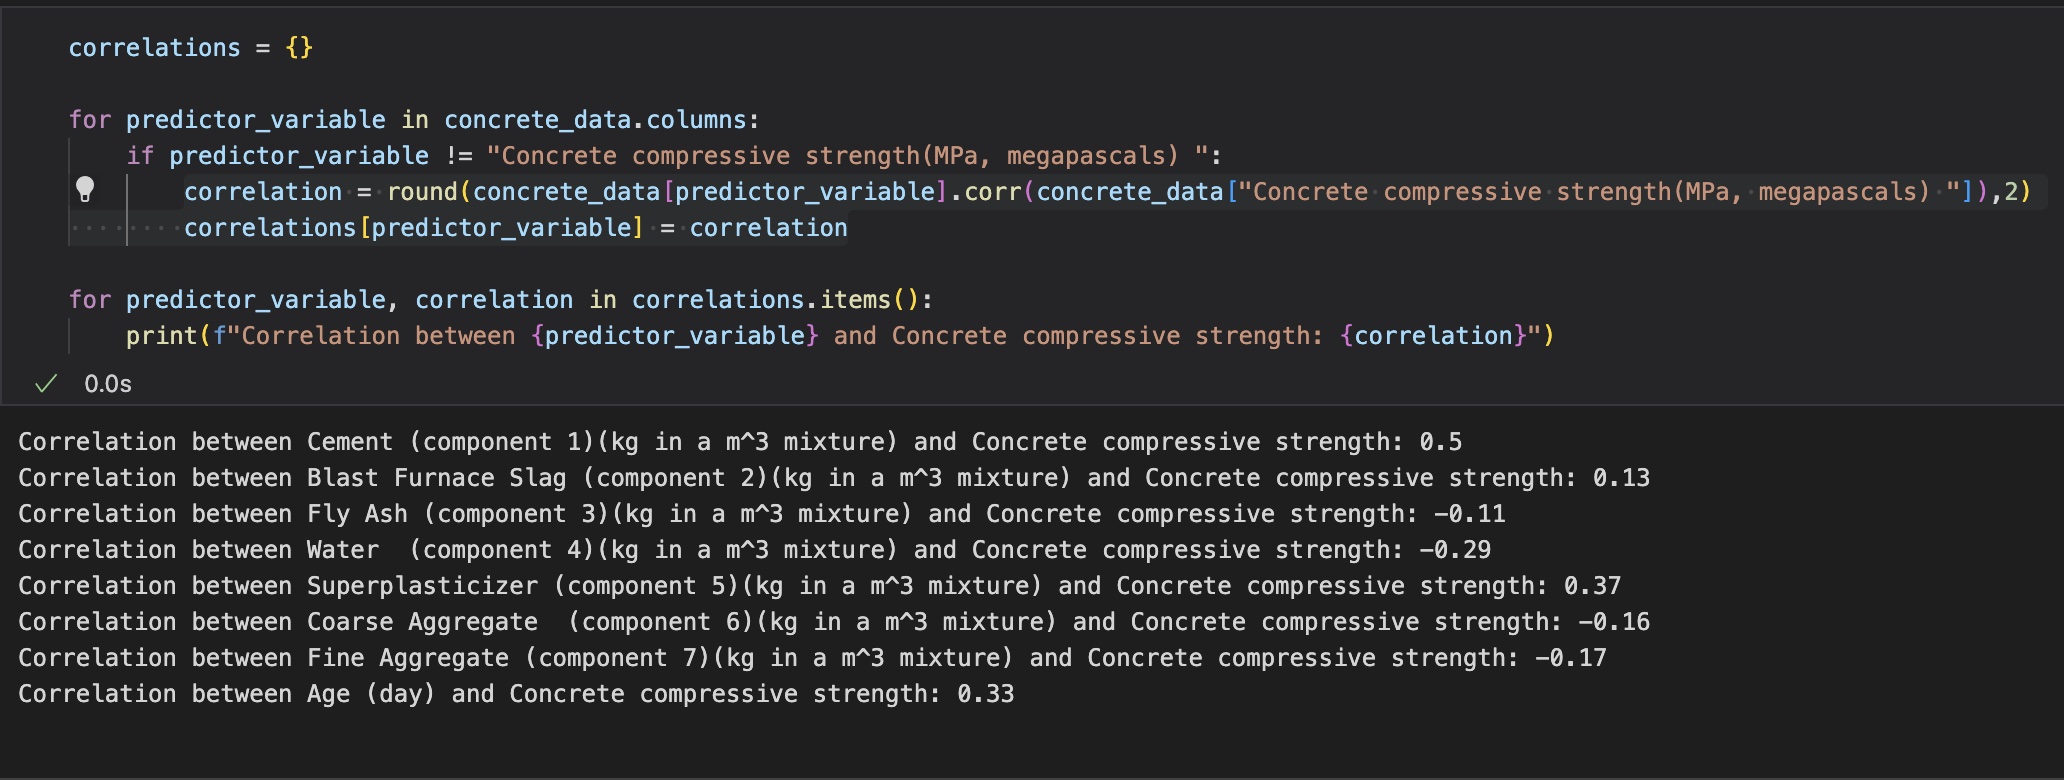 correlations = {}
for predictor_variable in concrete_data.columns:
if predictor_variable != "Concrete compressive strength(MPa, megapascals) ":
correlation = round(concrete_data[predictor_variable].corr(concrete_data["Concrete compressive strength(MPa, megapascals) "]),2)
correlations[predictor_variable] = correlation
for predictor_variable, correlation in correlations.items():
print(f"Correlation between {predictor_variable} and Concrete compressive strength: {correlation}")
0.0s
Correlation between Cement (component 1)(kg in a m^3 mixture) and Concrete compressive strength: 0.5
Correlation between Blast Furnace Slag (component 2)(kg in a m^3 mixture) and Concrete compressive strength: 0.13
Correlation between Fly Ash (component 3)(kg in a m^3 mixture) and Concrete compressive strength: -0.11
Correlation between Water  (component 4)(kg in a m^3 mixture) and Concrete compressive strength: -0.29
Correlation between Superplasticizer (component 5)(kg in a m^3 mixture) and Concrete compressive strength: 0.37
Correlation between Coarse Aggregate  (component 6)(kg in a m^3 mixture) and Concrete compressive strength: -0.16
Correlation between Fine Aggregate (component 7)(kg in a m^3 mixture) and Concrete compressive strength: -0.17
Correlation between Age (day) and Concrete compressive strength: 0.33